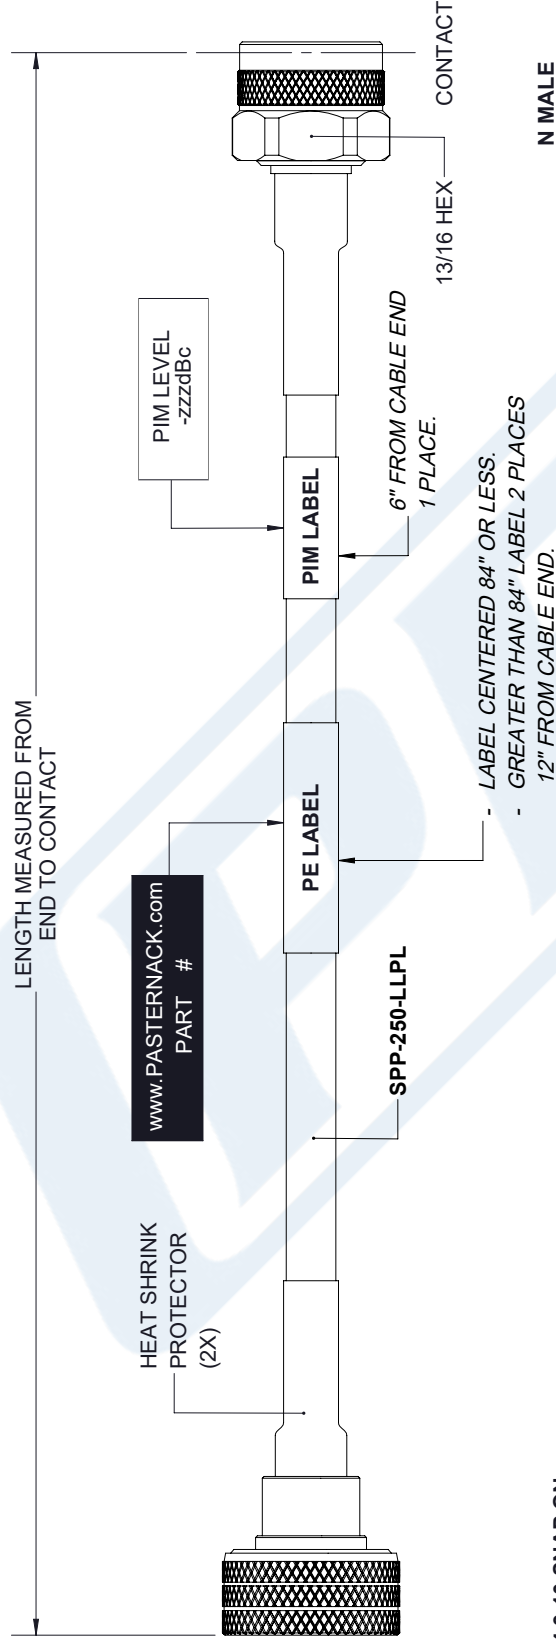 LENGTH MEASURED FROM
END TO CONTACT
HEAT SHRINK
PROTECTOR
(2X)
www.PASTERNACK.com
PART #
PIM LEVEL
-zzzdBc
PE LABEL
PIM LABEL
SPP-250-LLPL
6" FROM CABLE END
1 PLACE.
13/16 HEX
CONTACT
- LABEL CENTERED 84" OR LESS.
- GREATER THAN 84" LABEL 2 PLACES
12" FROM CABLE END.
N MALE